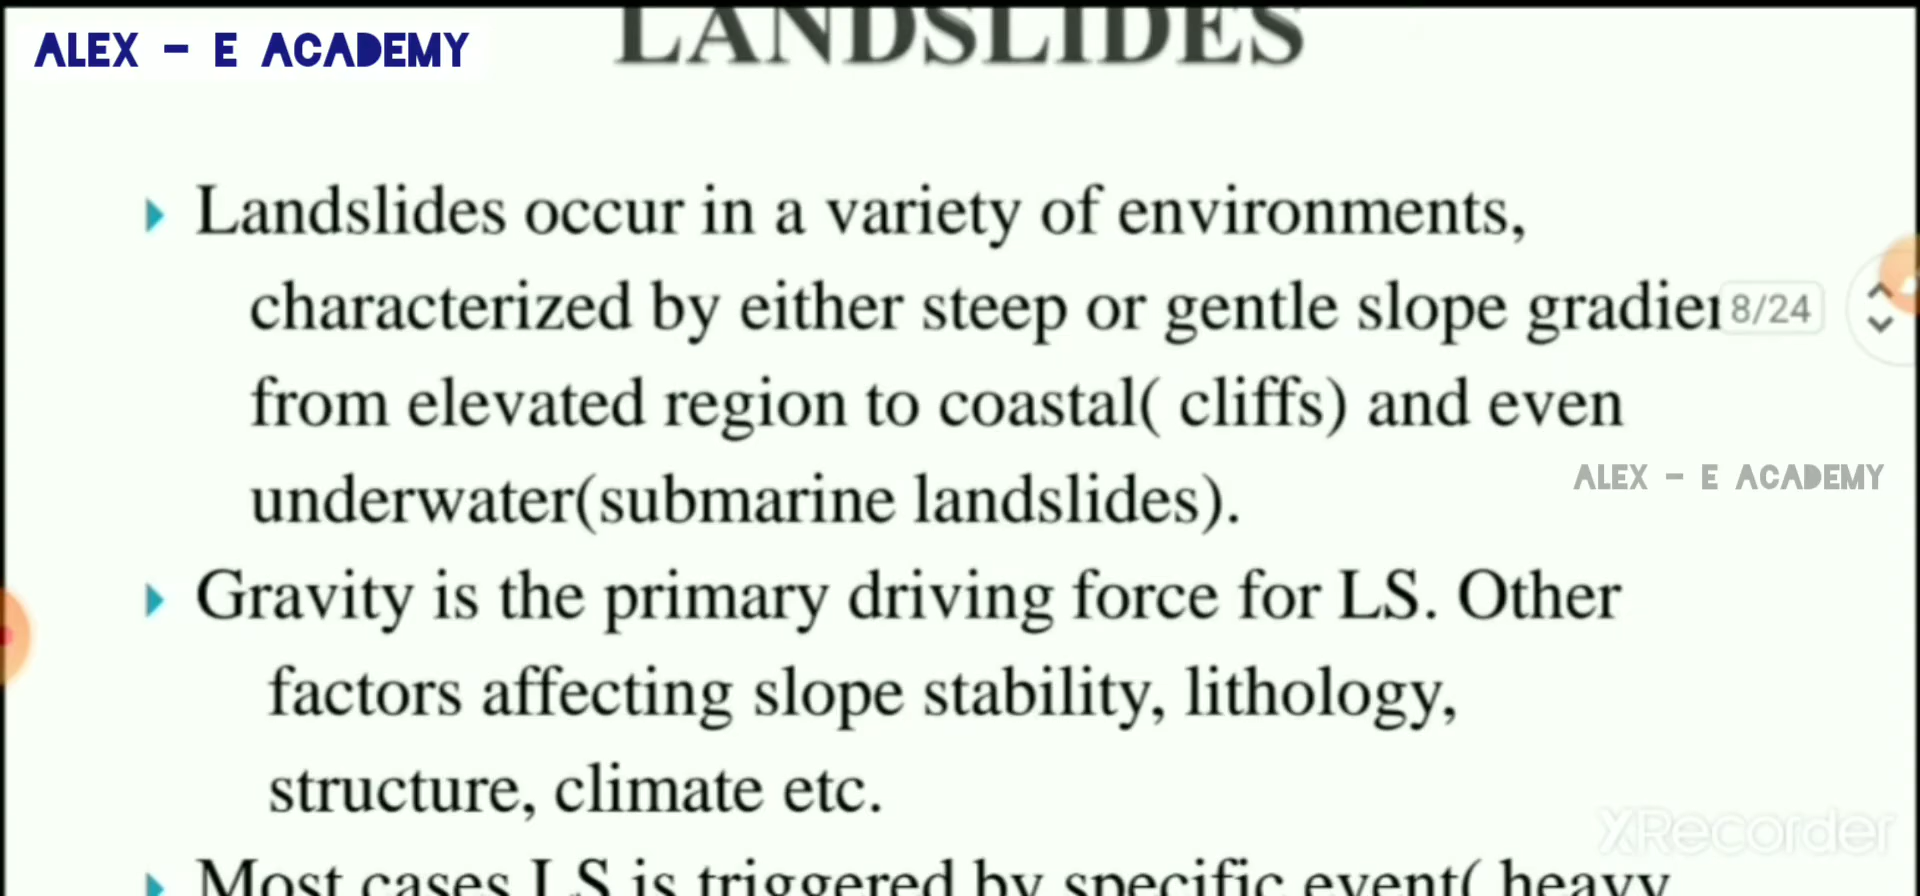 LANDSLIDES
ALEX - E ACADEMY
Landslides occur in a variety of environments,
characterized by either steep or gentle slope
8/24
from elevated region to coastal( cliffs) and even
underwater(submarine landslides).
ALEX - E ACADEMY
Gravity is the primary driving force for LS. Other
factors affecting slope stability, lithology,
structure, climate etc.
XRecorder
Most cases LS is triggered by specific event( heavy